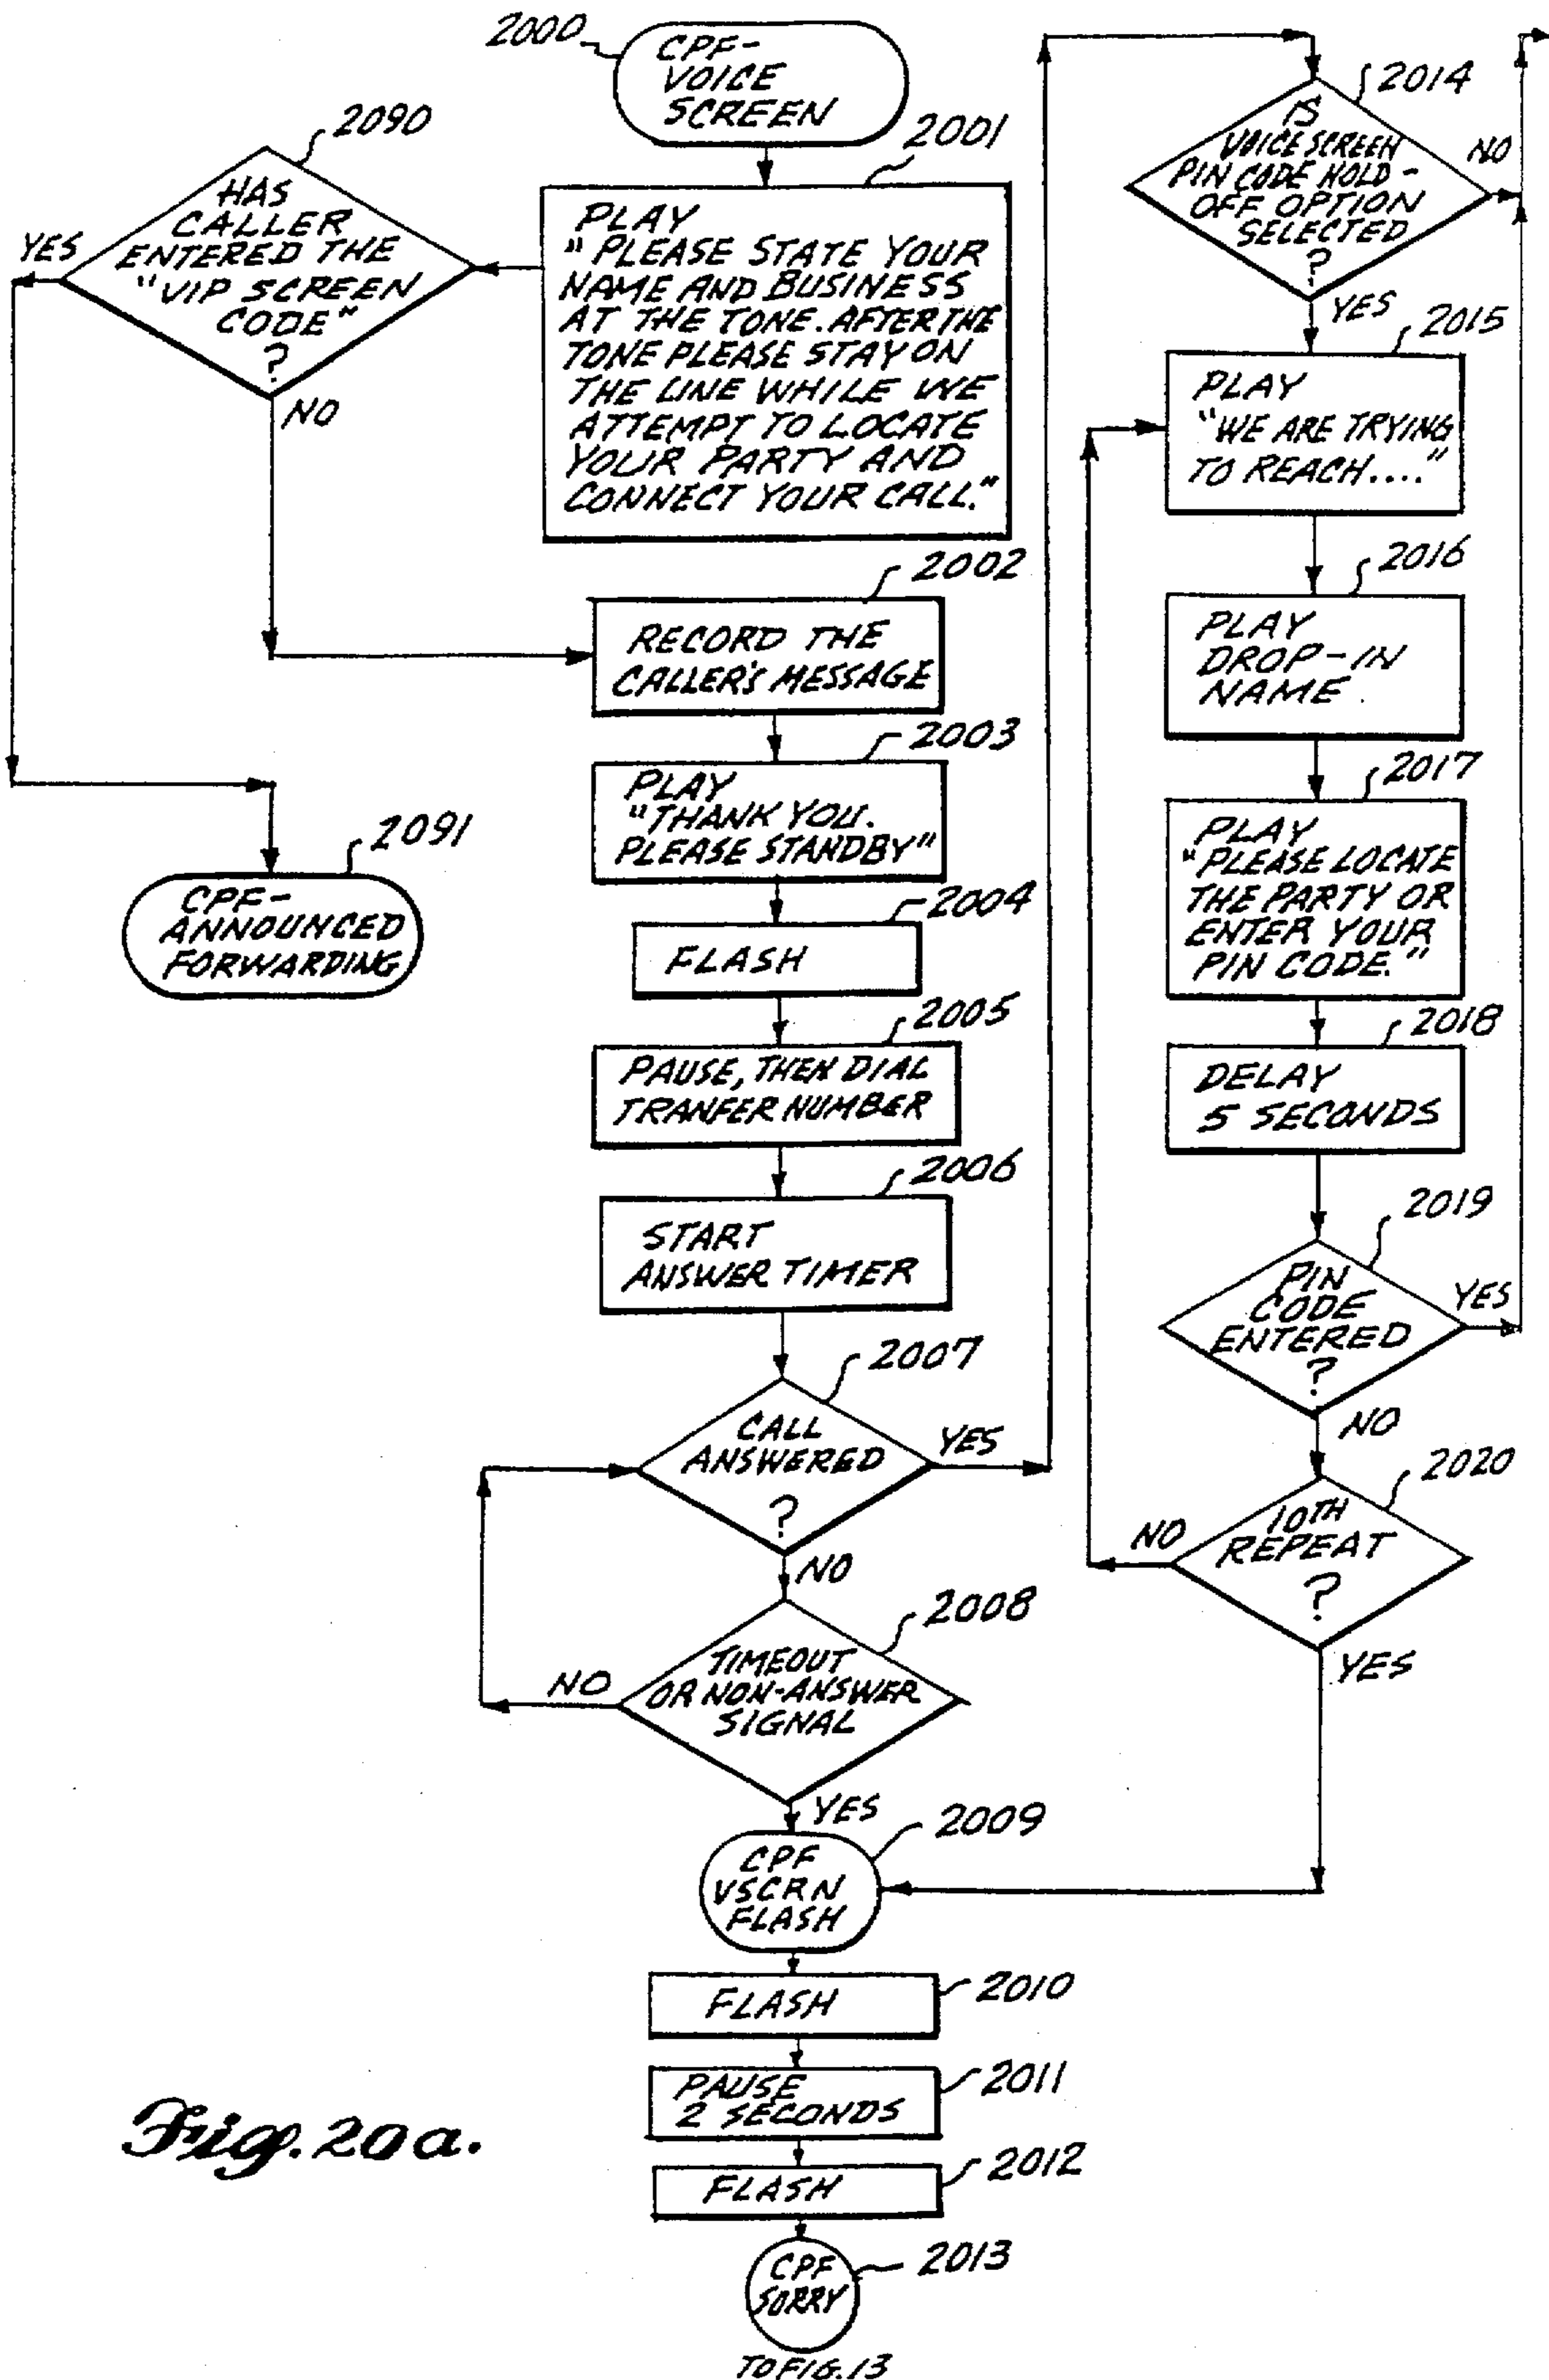 2000
CPF-
VOICE
SCREEN
2001
PLAY
"PLEASE STATE YOUR
NAME AND BUSINESS
AT THE TONE. AFTER THE
TONE PLEASE STAY ON
THE LINE WHILE WE
ATTEMPT TO LOCATE
YOUR PARTY AND
CONNECT YOUR CALL."
2090
HAS
CALLER
ENTERED THE
"VIP SCREEN
CODE"
?
YES
NO
2091
CPF-
ANNOUNCED
FORWARDING
2002
RECORD THE
CALLER'S MESSAGE
2003
PLAY
"THANK YOU.
PLEASE STANDBY"
2004
FLASH
2005
PAUSE, THEN DIAL
TRANFER NUMBER
2006
START
ANSWER TIMER
2007
CALL
ANSWERED
?
YES
NO
2008
TIMEOUT
OR NON-ANSWER
SIGNAL
NO
YES
2009
CPF
VSCRN
FLASH
2010
FLASH
2011
PAUSE
2 SECONDS
2012
FLASH
2013
CPF
SORRY
TO FIG. 13
2014
IS
VOICE SCREEN
PIN CODE HOLD-
OFF OPTION
SELECTED
?
NO
YES
2015
PLAY
"WE ARE TRYING
TO REACH...."
2016
PLAY
DROP-IN
NAME
2017
PLAY
"PLEASE LOCATE
THE PARTY OR
ENTER YOUR
PIN CODE."
2018
DELAY
5 SECONDS
2019
PIN
CODE
ENTERED
?
YES
NO
2020
10TH
REPEAT
?
NO
YES
Fig. 20a.